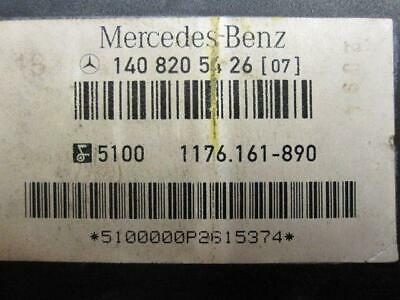 Mercedes-Benz
140 820 54 26 [07]
5100 1176.161-890
*5100000P2615374*